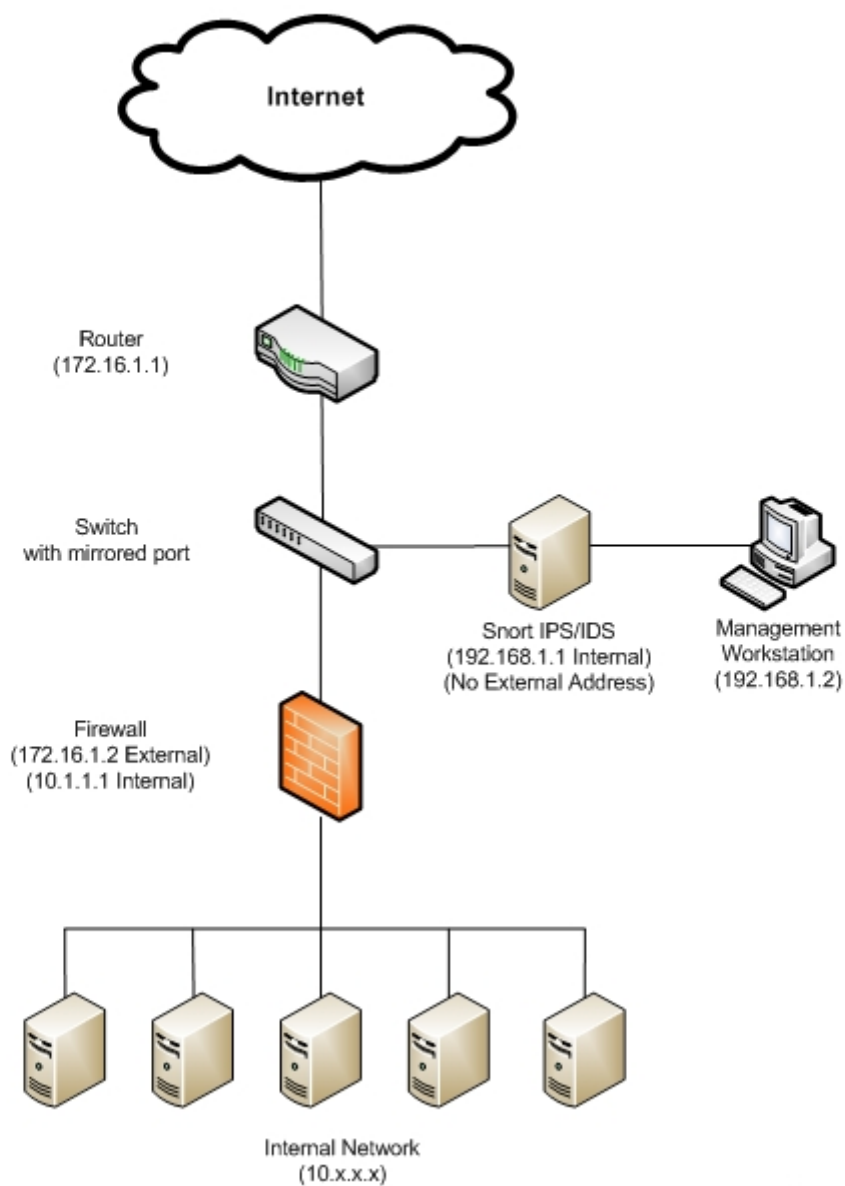 Internet
Router
(172.16.1.1)
Switch
with mirrored port
Snort IPS/IDS
(192.168.1.1 Internal)
(No External Address)
Management
Workstation
(192.168.1.2)
Firewall
(172.16.1.2 External)
(10.1.1.1 Internal)
Internal Network
(10.x.x.x)